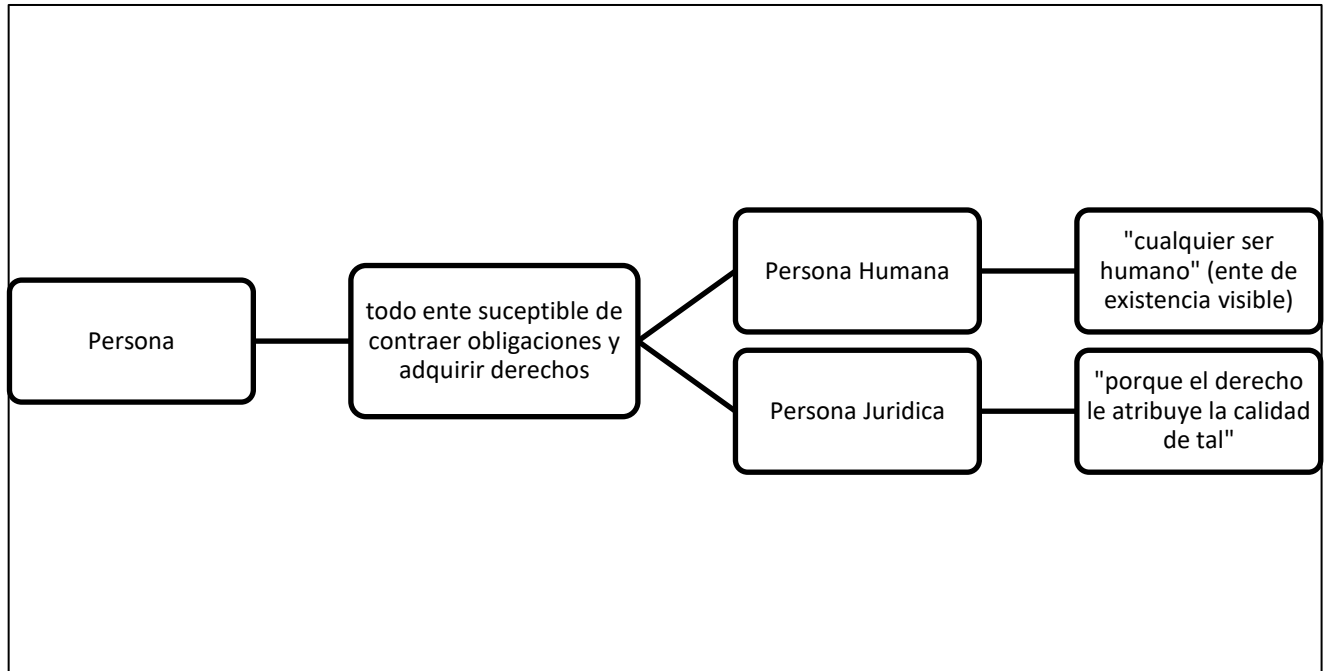 Persona
todo ente suceptible de
contraer obligaciones y
adquirir derechos
Persona Humana
"cualquier ser
humano" (ente de
existencia visible)
Persona Juridica
"porque el derecho
le atribuye la calidad
de tal"